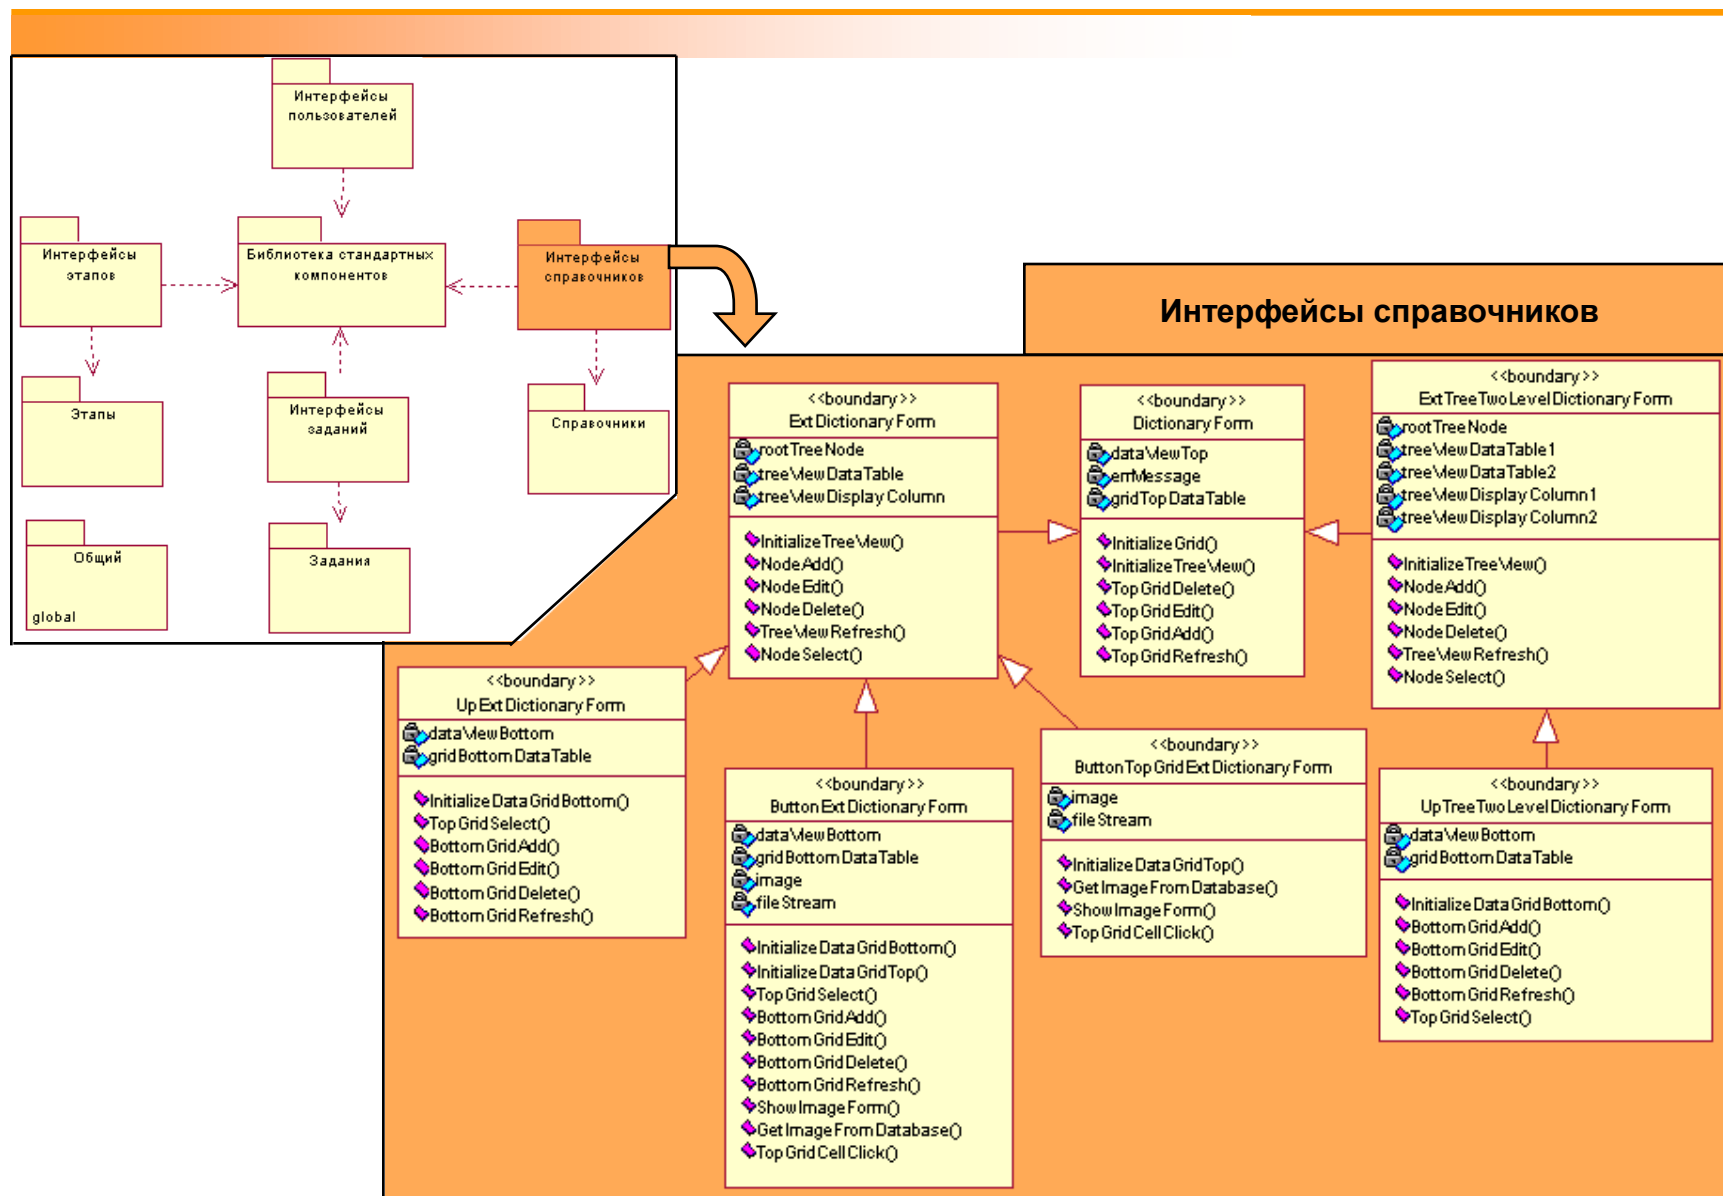 Интерфейсы
пользователей
Интерфейсы
этапов
Библиотека стандартных
компонентов
Интерфейсы
справочников
Этапы
Интерфейсы
заданий
Справочники
Общий
global
Задания
Интерфейсы справочников
<<boundary>>
ExtDictionaryForm
rootTreeNode
treeViewDataTable
treeViewDisplayColumn
InitializeTreeView()
NodeAdd()
NodeEdit()
NodeDelete()
TreeViewRefresh()
NodeSelect()
<<boundary>>
DictionaryForm
dataViewTop
errMessage
gridTopDataTable
InitializeGrid()
InitializeTreeView()
TopGridDelete()
TopGridEdit()
TopGridAdd()
TopGridRefresh()
<<boundary>>
ExtTreeTwoLevelDictionaryForm
rootTreeNode
treeViewDataTable1
treeViewDataTable2
treeViewDisplayColumn1
treeViewDisplayColumn2
InitializeTreeView()
NodeAdd()
NodeEdit()
NodeDelete()
TreeViewRefresh()
NodeSelect()
<<boundary>>
UpExtDictionaryForm
dataViewBottom
gridBottomDataTable
InitializeDataGridBottom()
TopGridSelect()
BottomGridAdd()
BottomGridEdit()
BottomGridDelete()
BottomGridRefresh()
<<boundary>>
ButtonExtDictionaryForm
dataViewBottom
gridBottomDataTable
image
fileStream
InitializeDataGridBottom()
InitializeDataGridTop()
TopGridSelect()
BottomGridAdd()
BottomGridEdit()
BottomGridDelete()
BottomGridRefresh()
ShowImageForm()
GetImageFromDatabase()
TopGridCellClick()
<<boundary>>
ButtonTopGridExtDictionaryForm
image
fileStream
InitializeDataGridTop()
GetImageFromDatabase()
ShowImageForm()
TopGridCellClick()
<<boundary>>
UpTreeTwoLevelDictionaryForm
dataViewBottom
gridBottomDataTable
InitializeDataGridBottom()
BottomGridAdd()
BottomGridEdit()
BottomGridDelete()
BottomGridRefresh()
TopGridSelect()